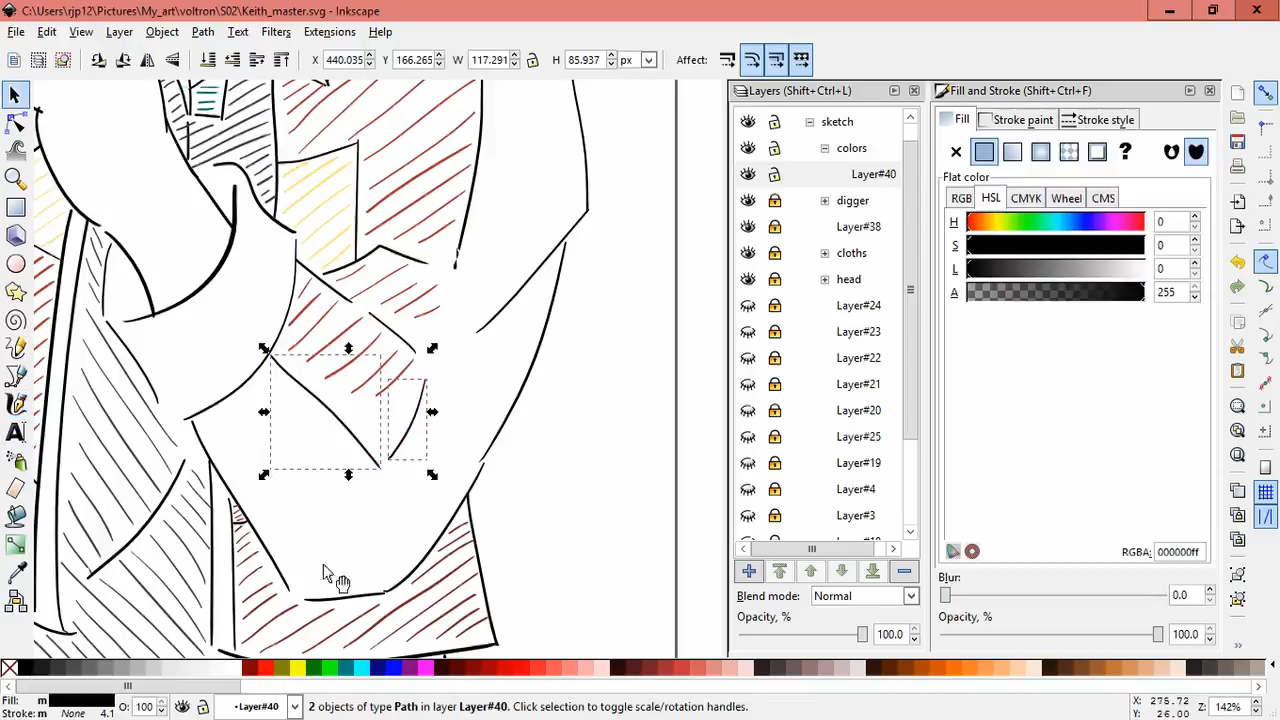 C:\Users\rjp12\Pictures\My_art\voltron\S02\Keith_master.svg - Inkscape
File Edit View Layer Object Path Text Filters Extensions Help
X 440.035 Y 166.265 W 117.291 H 85.937 px Affect:
Layers (Shift+Ctrl+L)
Fill and Stroke (Shift+Ctrl+F)
sketch
colors
Layer#40
digger
Layer#38
cloths
head
Layer#24
Layer#23
Layer#22
Layer#21
Layer#20
Layer#25
Layer#19
Layer#4
Layer#3
Blend mode: Normal
Opacity, %
100.0
Fill Stroke paint Stroke style
Flat color
RGB HSL CMYK Wheel CMS
H 0
S 0
L 0
A 255
RGBA: 000000ff
Blur:
0.0
Opacity, %
100.0
Fill: m
Stroke: m None 4.1
O: 100
•Layer#40
2 objects of type Path in layer Layer#40. Click selection to toggle scale/rotation handles.
X: 275.72
Y: 26.00
Z: 142%